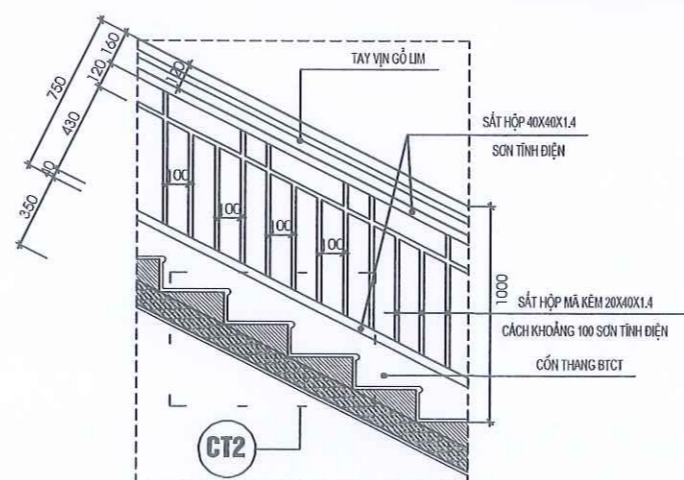 TAY VỊN GỖ LIM
SẮT HỘP 40X40X1.4
SƠN TĨNH ĐIỆN
160
120
750
120
430
40
350
100
100
100
100
1000
SẮT HỘP MÃ KẼM 20X40X1.4
CÁCH KHOẢNG 100 SƠN TĨNH ĐIỆN
CỐN THANG BTCT
CT2